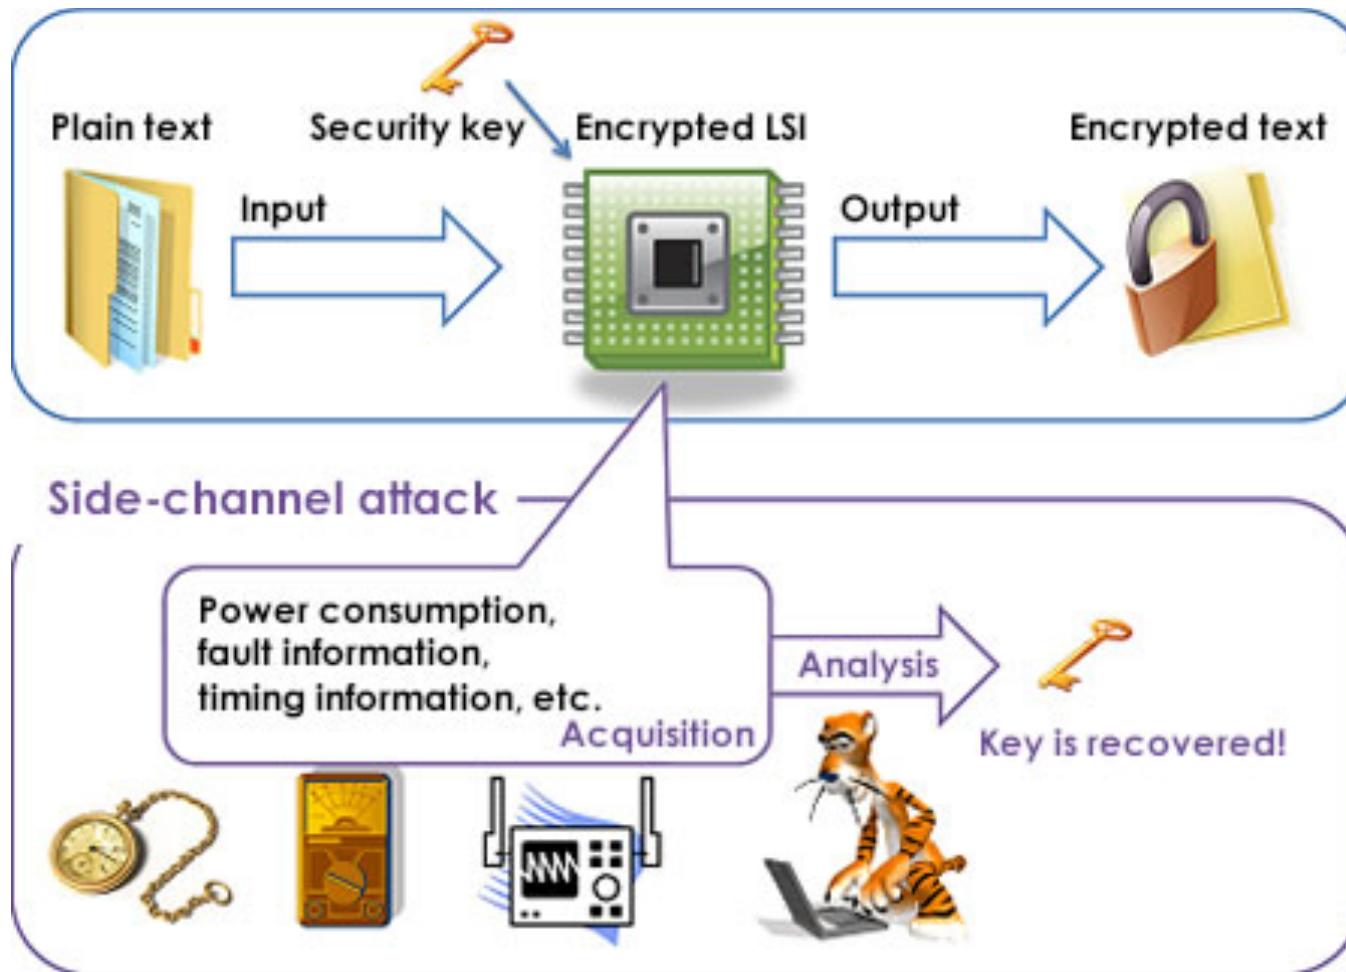 Plain text
Security key
Encrypted LSI
Encrypted text
Input
Output
Side-channel attack
Power consumption,
fault information,
timing information, etc.
Acquisition
Analysis
Key is recovered!